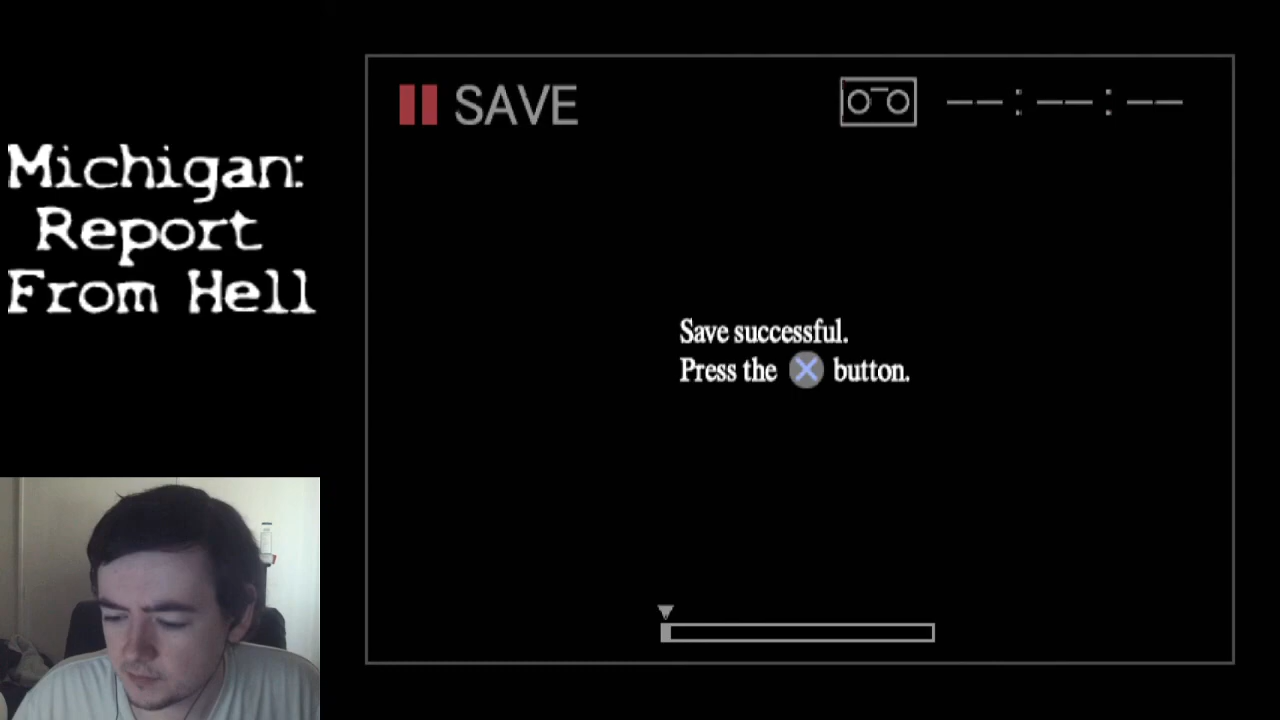 Michigan:
Report
From Hell
SAVE
--:--:--
Save successful.
Press the X button.